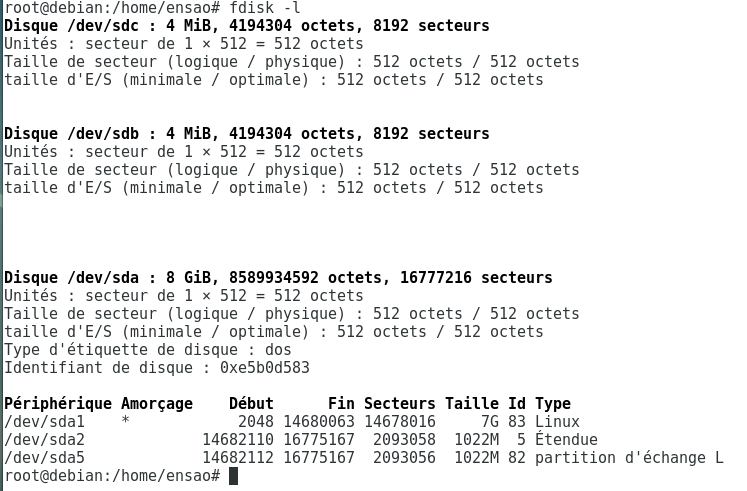 root@debian:/home/ensao# fdisk -l
Disque /dev/sdc : 4 MiB, 4194304 octets, 8192 secteurs
Unités : secteur de 1 × 512 = 512 octets
Taille de secteur (logique / physique) : 512 octets / 512 octets
taille d'E/S (minimale / optimale) : 512 octets / 512 octets
Disque /dev/sdb : 4 MiB, 4194304 octets, 8192 secteurs
Unités : secteur de 1 × 512 = 512 octets
Taille de secteur (logique / physique) : 512 octets / 512 octets
taille d'E/S (minimale / optimale) : 512 octets / 512 octets
Disque /dev/sda : 8 GiB, 8589934592 octets, 16777216 secteurs
Unités : secteur de 1 × 512 = 512 octets
Taille de secteur (logique / physique) : 512 octets / 512 octets
taille d'E/S (minimale / optimale) : 512 octets / 512 octets
Type d'étiquette de disque : dos
Identifiant de disque : 0xe5b0d583
Périphérique Amorçage    Début      Fin Secteurs Taille Id Type
/dev/sda1    *            2048 14680063 14678016     7G 83 Linux
/dev/sda2             14682110 16775167  2093058  1022M  5 Étendue
/dev/sda5             14682112 16775167  2093056  1022M 82 partition d'échange L
root@debian:/home/ensao#